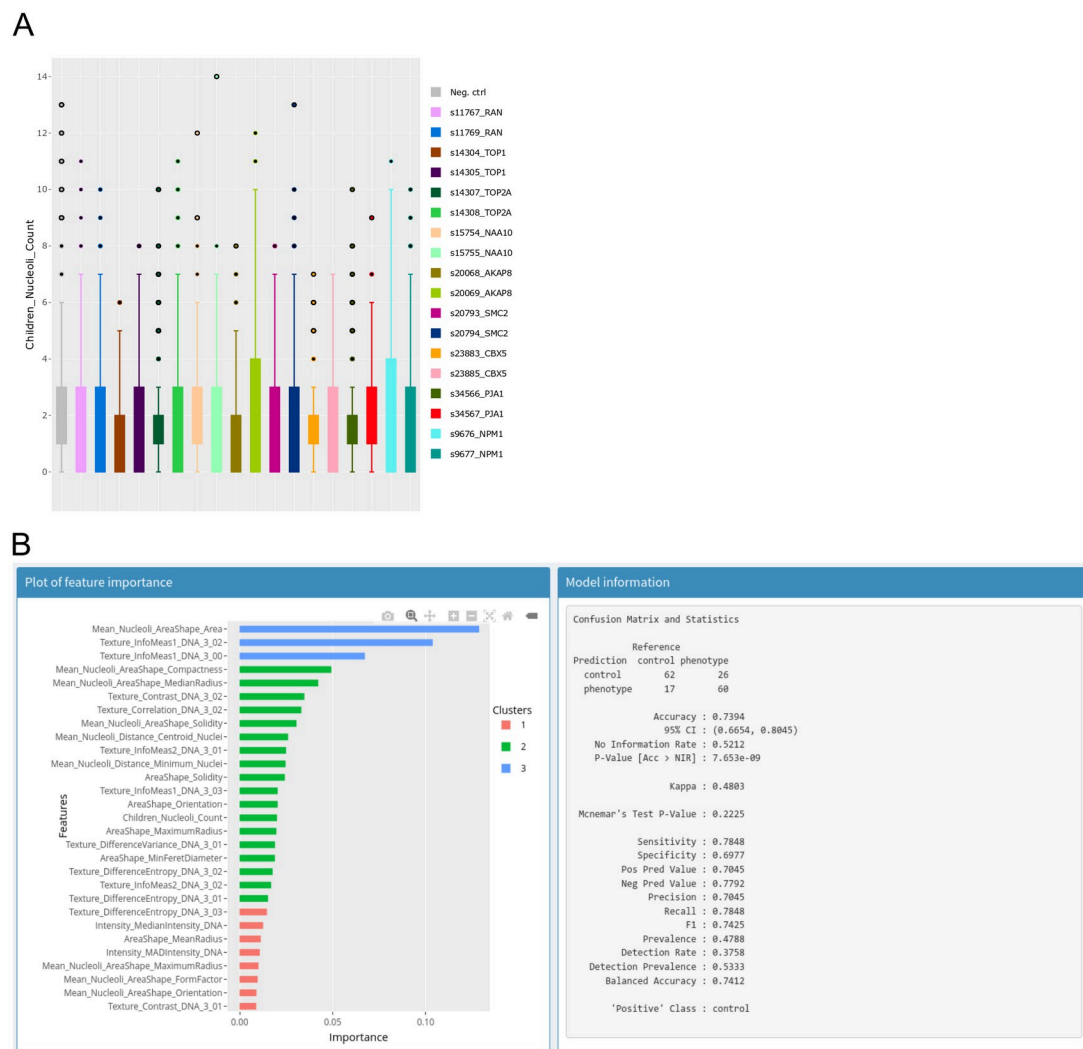 A
Children_Nucleoli_Count
14
12
10
8
6
4
2
0
Neg. ctrl
s11767_RAN
s11769_RAN
s14304_TOP1
s14305_TOP1
s14307_TOP2A
s14308_TOP2A
s15754_NAA10
s15755_NAA10
s20068_AKAP8
s20069_AKAP8
s20793_SMC2
s20794_SMC2
s23883_CBX5
s23885_CBX5
s34566_PJA1
s34567_PJA1
s9676_NPM1
s9677_NPM1
B
Plot of feature importance
Features
Mean_Nucleoli_AreaShape_Area
Texture_InfoMeas1_DNA_3_02
Texture_InfoMeas1_DNA_3_00
Mean_Nucleoli_AreaShape_Compactness
Mean_Nucleoli_AreaShape_MedianRadius
Texture_Contrast_DNA_3_02
Texture_Correlation_DNA_3_02
Mean_Nucleoli_AreaShape_Solidity
Mean_Nucleoli_Distance_Centroid_Nuclei
Texture_InfoMeas2_DNA_3_01
Mean_Nucleoli_Distance_Minimum_Nuclei
AreaShape_Solidity
Texture_InfoMeas1_DNA_3_03
AreaShape_Orientation
Children_Nucleoli_Count
AreaShape_MaximumRadius
Texture_DifferenceVariance_DNA_3_01
AreaShape_MinFeretDiameter
Texture_DifferenceEntropy_DNA_3_02
Texture_InfoMeas2_DNA_3_02
Texture_DifferenceEntropy_DNA_3_01
Texture_DifferenceEntropy_DNA_3_03
Intensity_MedianIntensity_DNA
AreaShape_MeanRadius
Intensity_MADIntensity_DNA
Mean_Nucleoli_AreaShape_MaximumRadius
Mean_Nucleoli_AreaShape_FormFactor
Mean_Nucleoli_AreaShape_Orientation
Texture_Contrast_DNA_3_01
0.00 0.05 0.10
Importance
Clusters
1
2
3
Model information
Confusion Matrix and Statistics
Reference
Prediction control phenotype
control 62 26
phenotype 17 60
Accuracy : 0.7394
95% CI : (0.6654, 0.8045)
No Information Rate : 0.5212
P-Value [Acc > NIR] : 7.653e-09
Kappa : 0.4803
Mcnemar's Test P-Value : 0.2225
Sensitivity : 0.7848
Specificity : 0.6977
Pos Pred Value : 0.7045
Neg Pred Value : 0.7792
Precision : 0.7045
Recall : 0.7848
F1 : 0.7425
Prevalence : 0.4788
Detection Rate : 0.3758
Detection Prevalence : 0.5333
Balanced Accuracy : 0.7412
'Positive' Class : control